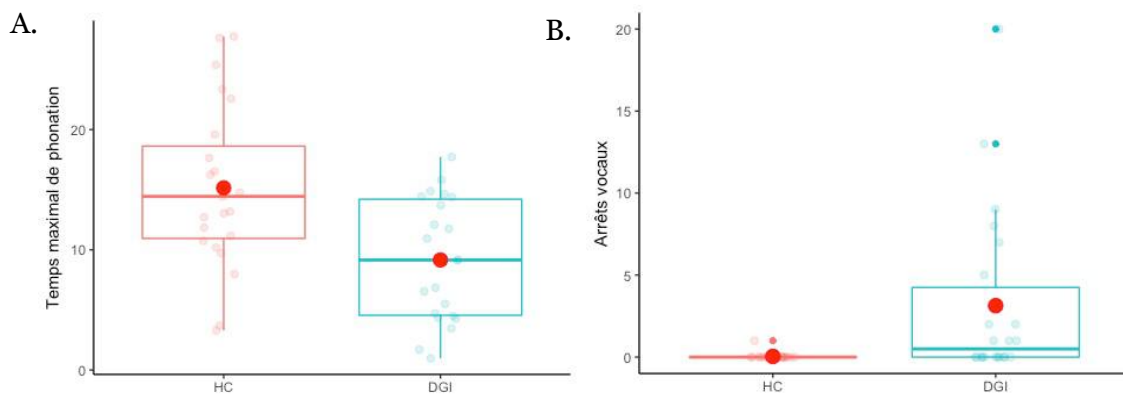 A.
Temps maximal de phonation
20
10
0
HC
DGI
B.
Arrêts vocaux
20
15
10
5
0
HC
DGI